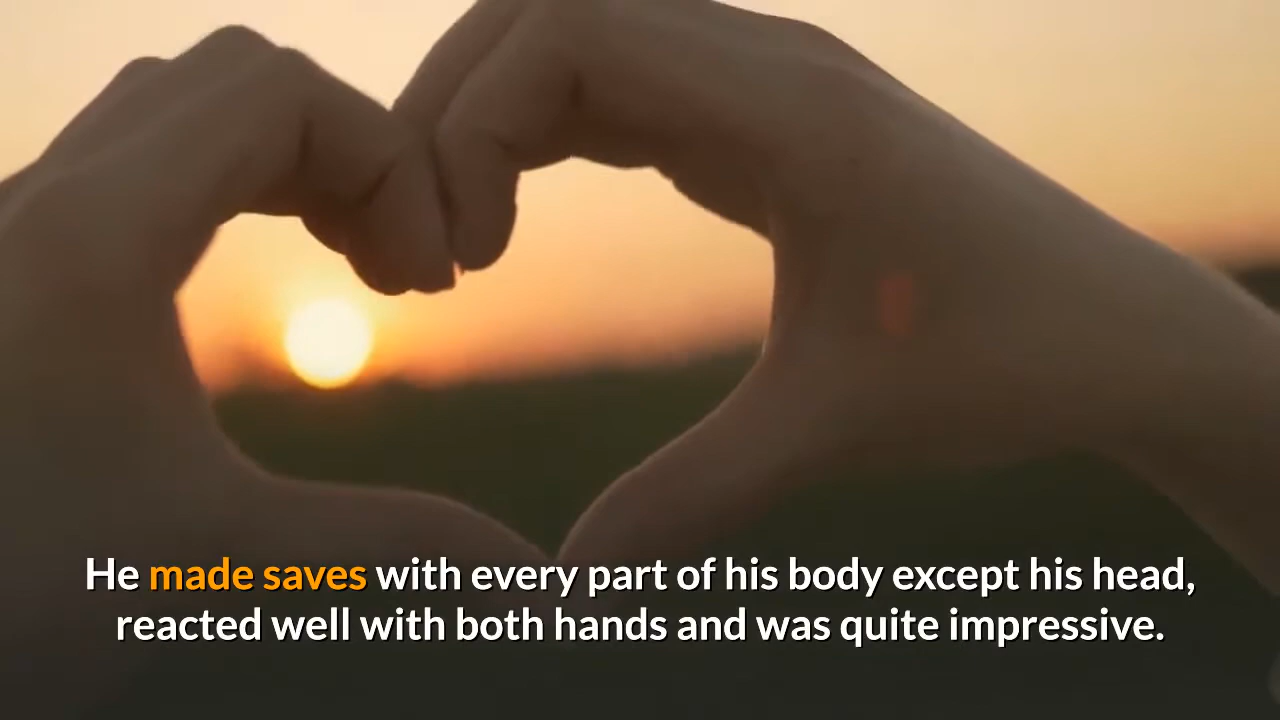 He made saves with every part of his body except his head,
reacted well with both hands and was quite impressive.